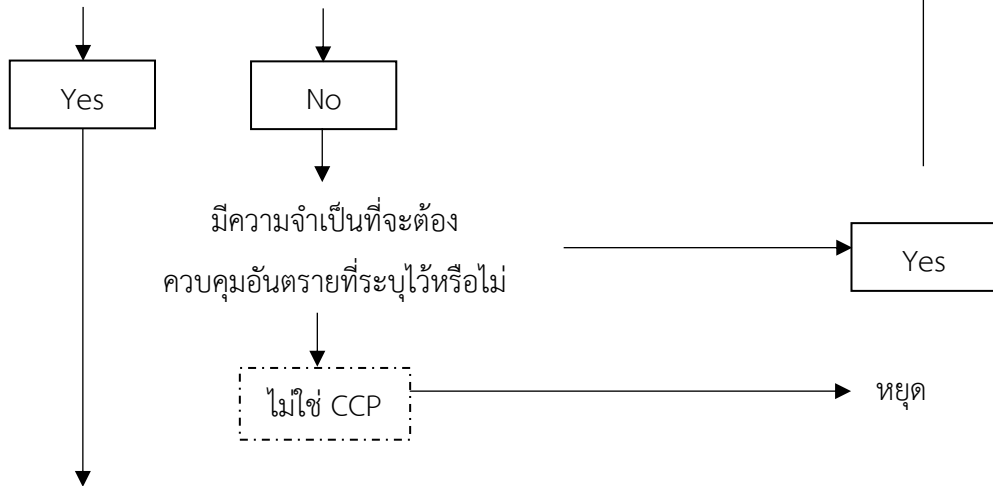 Yes
No
มีความจำเป็นที่จะต้อง
ควบคุมอันตรายที่ระบุไว้หรือไม่
Yes
ไม่ใช่ CCP
หยุด